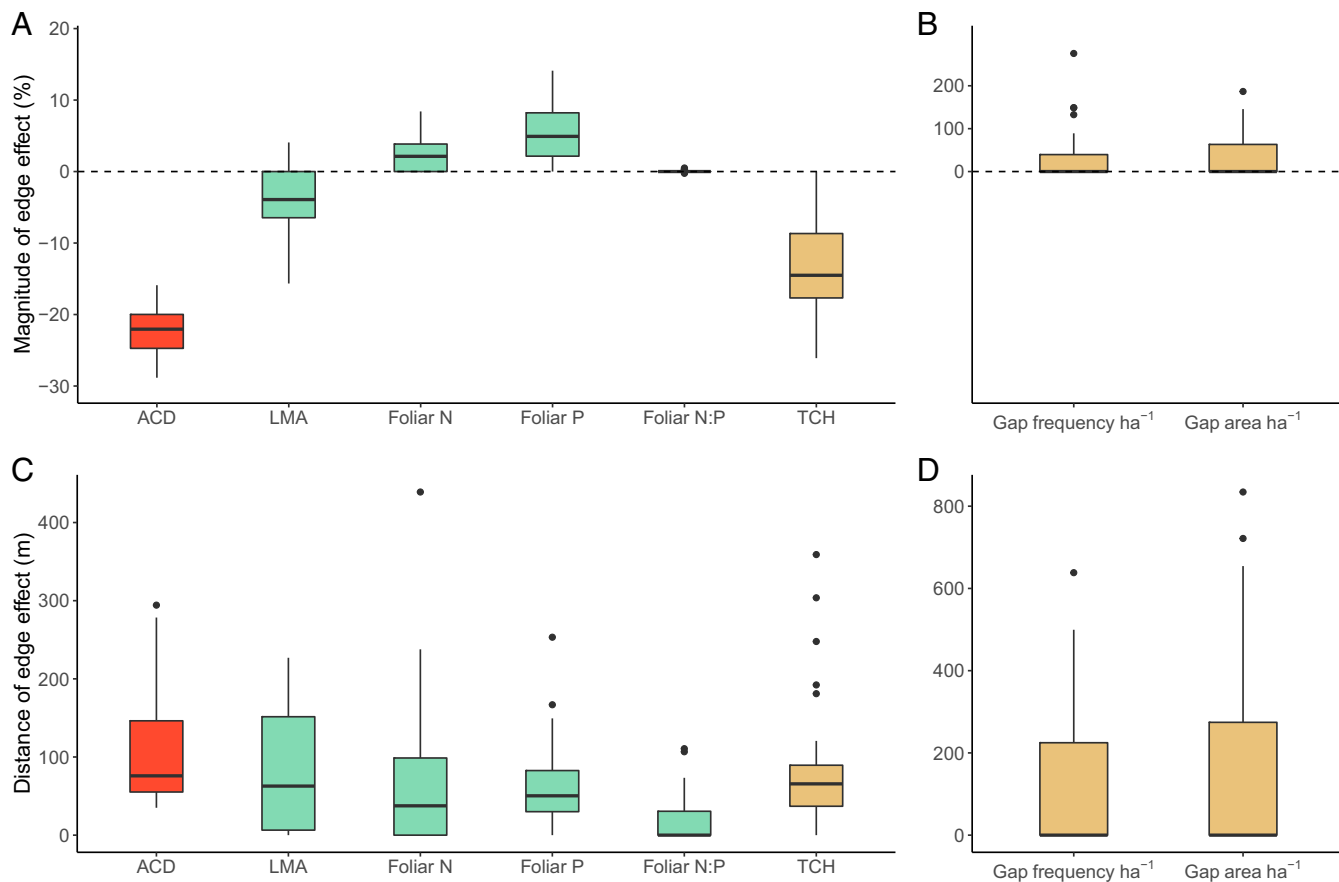 A
Magnitude of edge effect (%)
20
10
0
−10
−20
−30
ACD LMA Foliar N Foliar P Foliar N:P TCH
B
200
100
0
Gap frequency ha⁻¹ Gap area ha⁻¹
C
Distance of edge effect (m)
400
300
200
100
0
ACD LMA Foliar N Foliar P Foliar N:P TCH
D
800
600
400
200
0
Gap frequency ha⁻¹ Gap area ha⁻¹